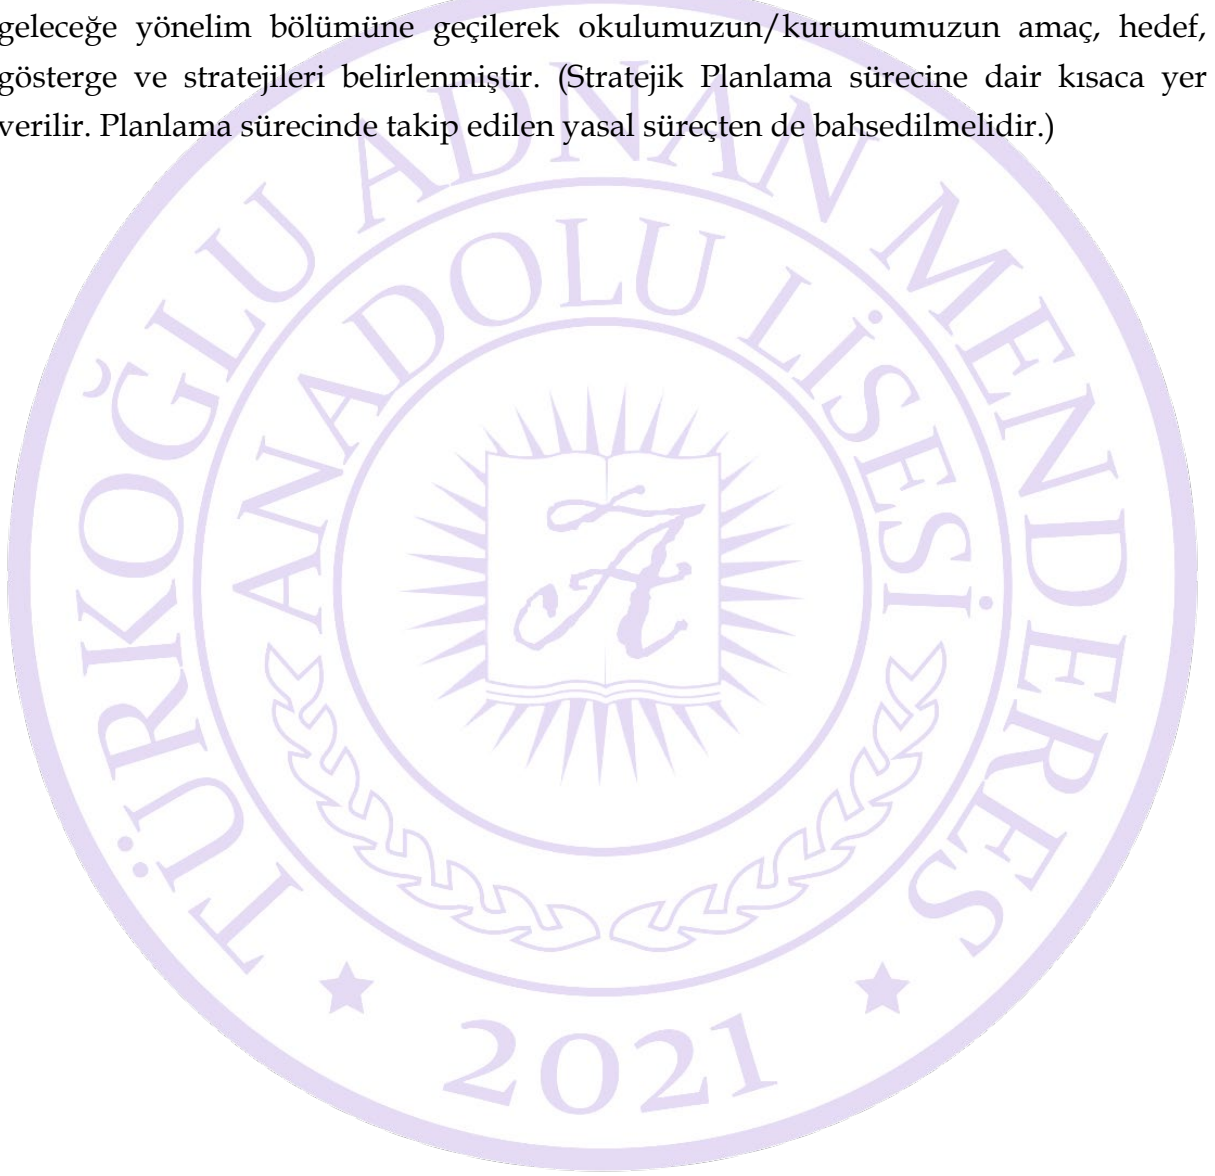 geleceğe yönelim bölümüne geçilerek okulumuzun/kurumumuzun amaç, hedef,
gösterge ve stratejileri belirlenmiştir. (Stratejik Planlama sürecine dair kısaca yer
verilir. Planlama sürecinde takip edilen yasal süreçten de bahsedilmelidir.)
TÜRKOĞLU ADNAN MENDERES
ANADOLU LİSESİ
A
2021